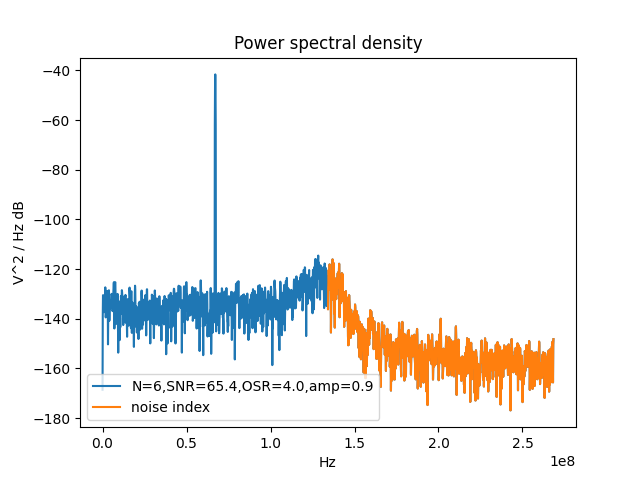 Power spectral density
V^2 / Hz dB
−40
−60
−80
−100
−120
−140
−160
−180
N=6,SNR=65.4,OSR=4.0,amp=0.9
noise index
0.0 0.5 1.0 1.5 2.0 2.5
1e8
Hz